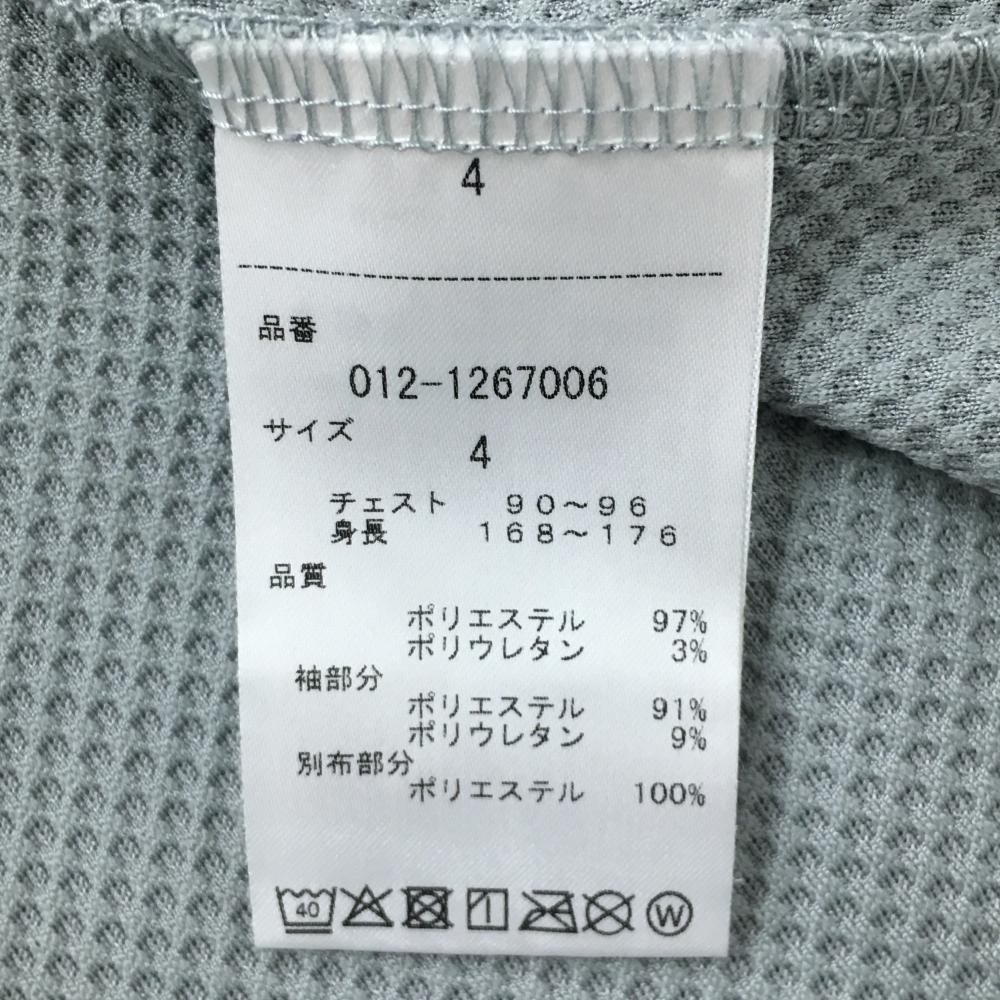 4
品番
012-1267006
サイズ
4
チェスト 90~96
身長 168~176
品質
ポリエステル 97%
ポリウレタン 3%
袖部分
ポリエステル 91%
ポリウレタン 9%
別布部分
ポリエステル 100%
40 W